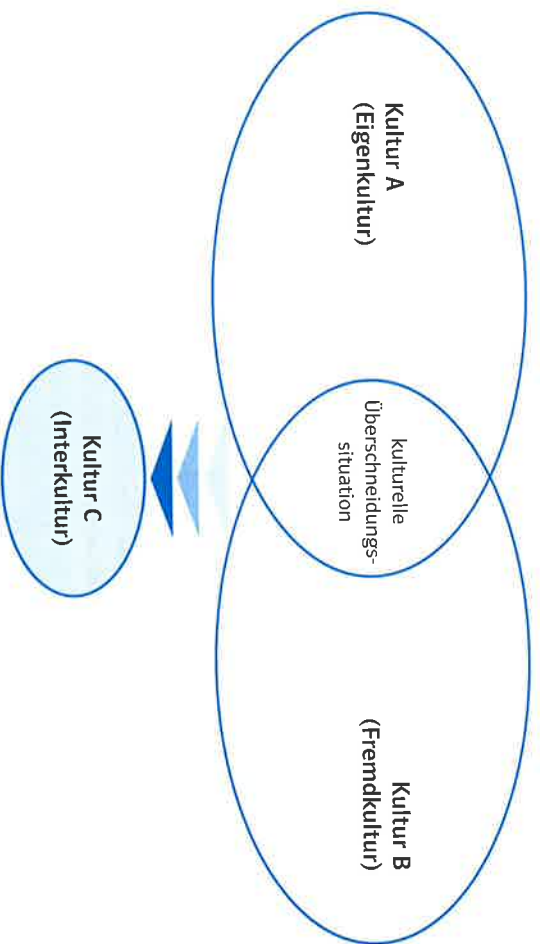 Kultur A
(Eigenkultur)
kulturelle
Überschneidungs-
situation
Kultur B
(Fremdkultur)
Kultur C
(Interkultur)